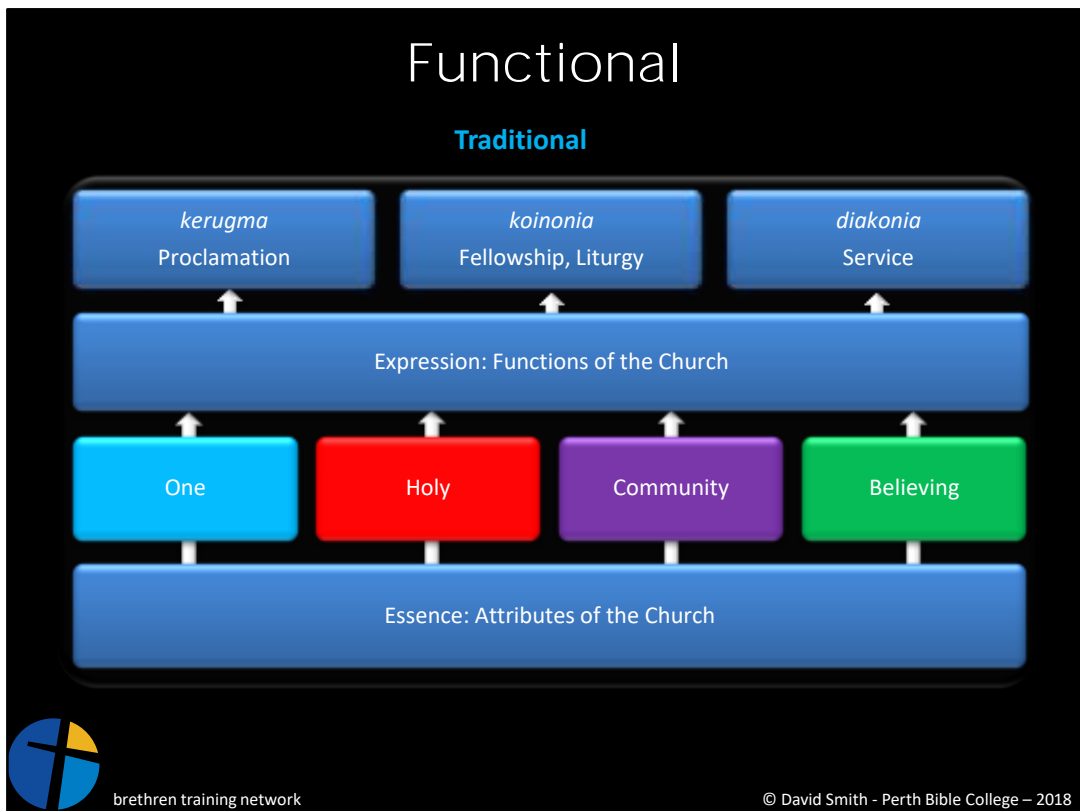 Functional
Traditional
kerugma
Proclamation
koinonia
Fellowship, Liturgy
diakonia
Service
Expression: Functions of the Church
One
Holy
Community
Believing
Essence: Attributes of the Church
brethren training network
© David Smith - Perth Bible College – 2018